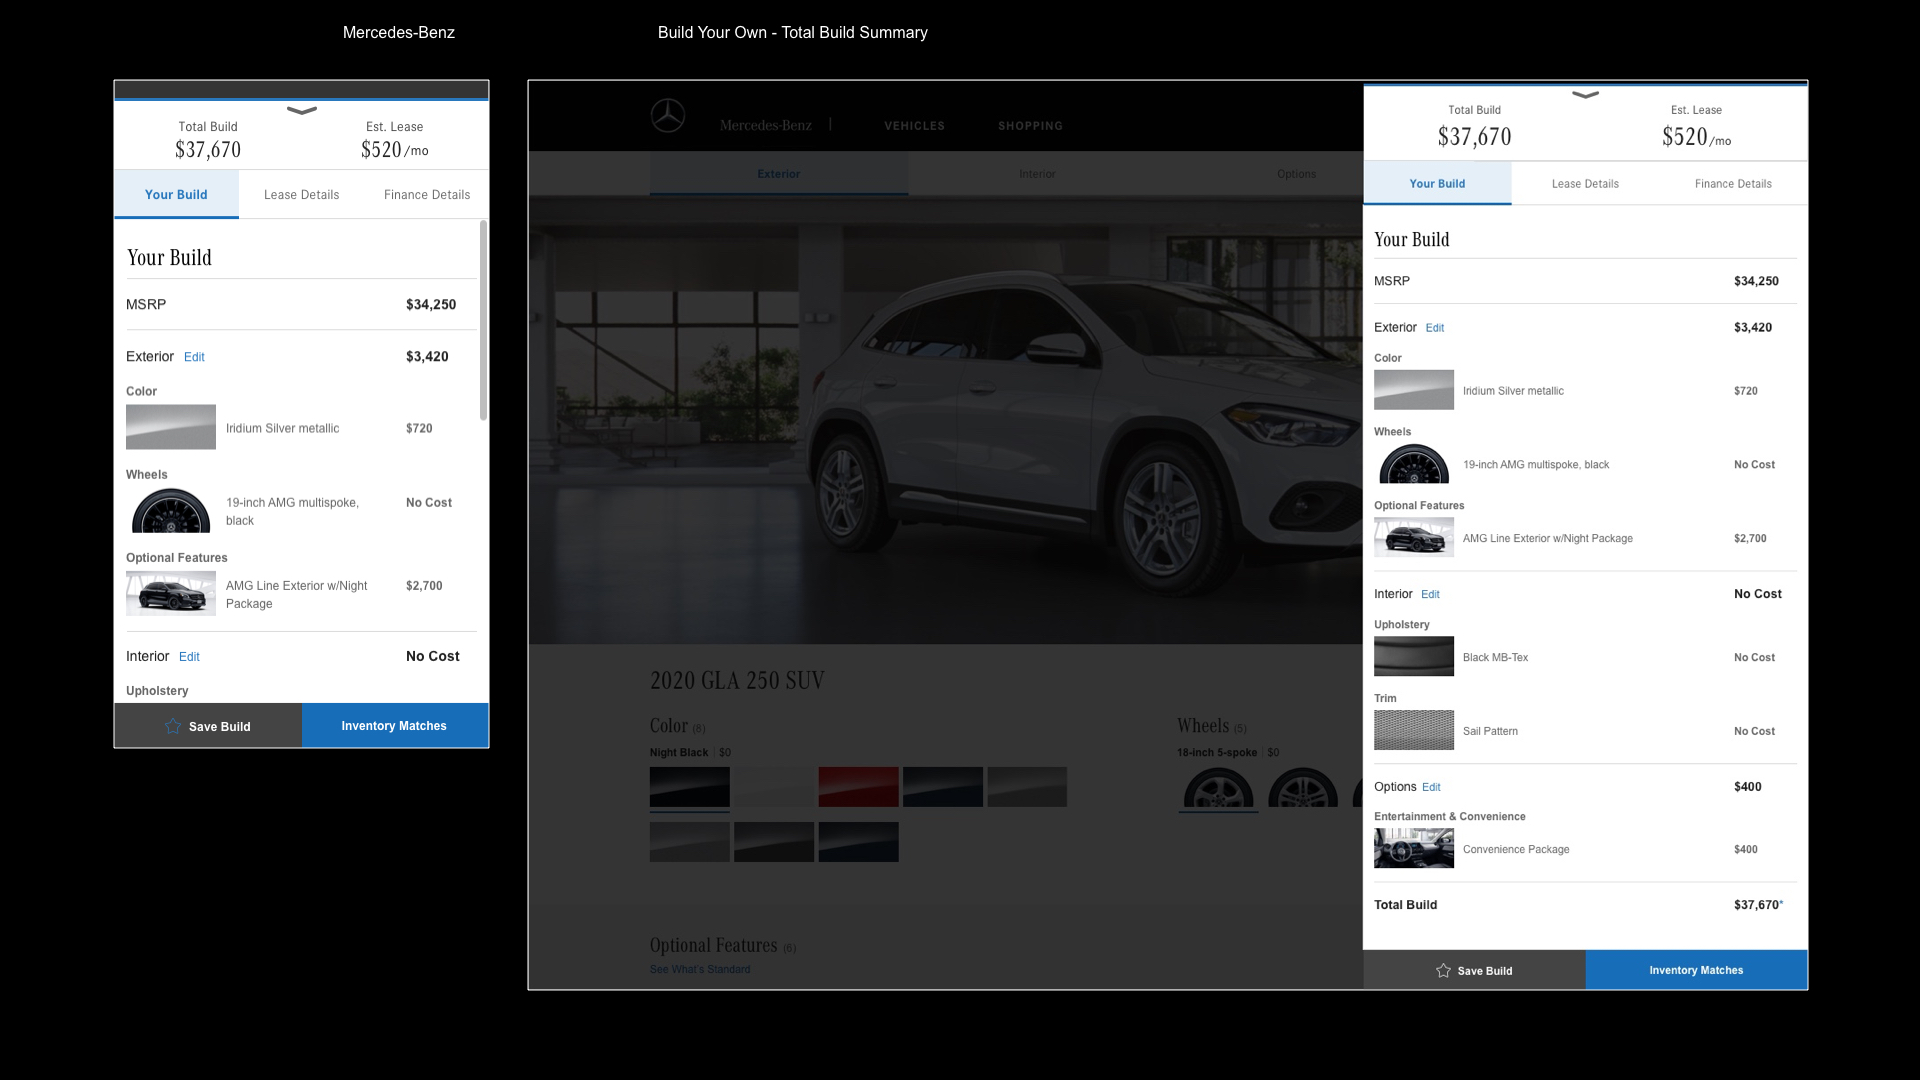 Mercedes-Benz
Build Your Own - Total Build Summary
Total Build
$37,670
Est. Lease
$520/mo
Your Build
Lease Details
Finance Details
Your Build
MSRP $34,250
Exterior Edit $3,420
Color
Iridium Silver metallic $720
Wheels
19-inch AMG multispoke, No Cost
black
Optional Features
AMG Line Exterior w/Night $2,700
Package
Interior Edit No Cost
Upholstery
Save Build
Inventory Matches
Mercedes-Benz
VEHICLES
SHOPPING
Exterior
Interior
Options
2020 GLA 250 SUV
Color (8)
Night Black | $0
Wheels (5)
18-inch 5-spoke | $0
Optional Features (6)
See What's Standard
Total Build
$37,670
Est. Lease
$520/mo
Your Build
Lease Details
Finance Details
Your Build
MSRP $34,250
Exterior Edit $3,420
Color
Iridium Silver metallic $720
Wheels
19-inch AMG multispoke, black No Cost
Optional Features
AMG Line Exterior w/Night Package $2,700
Interior Edit No Cost
Upholstery
Black MB-Tex No Cost
Trim
Sail Pattern No Cost
Options Edit $400
Entertainment & Convenience
Convenience Package $400
Total Build $37,670*
Save Build
Inventory Matches